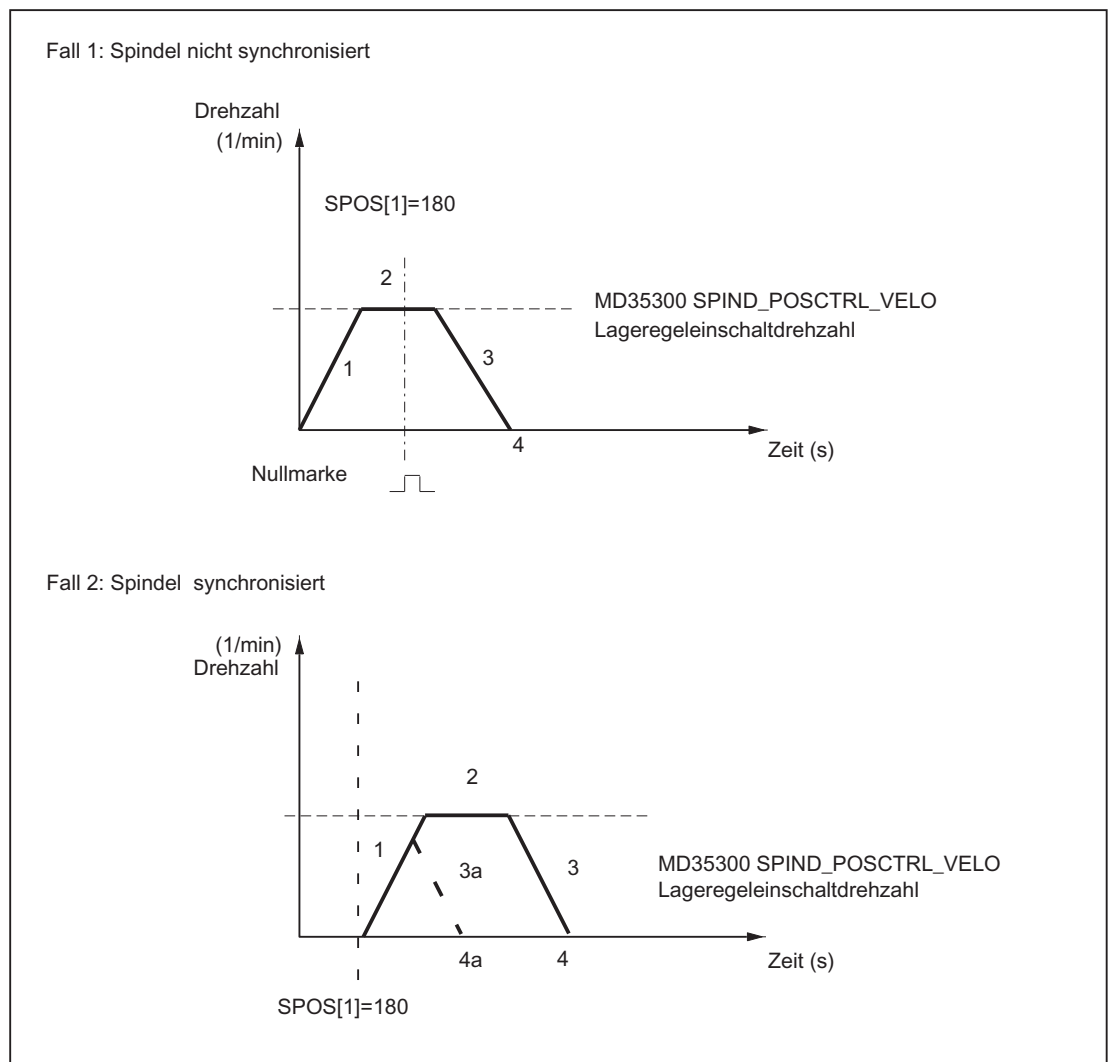 Fall 1: Spindel nicht synchronisiert
Drehzahl
(1/min)
SPOS[1]=180
2
MD35300 SPIND_POSCTRL_VELO
Lageregeleinschaltdrehzahl
1
3
4
Zeit (s)
Nullmarke
Fall 2: Spindel synchronisiert
(1/min)
Drehzahl
2
1
3a
3
MD35300 SPIND_POSCTRL_VELO
Lageregeleinschaltdrehzahl
4a
4
Zeit (s)
SPOS[1]=180